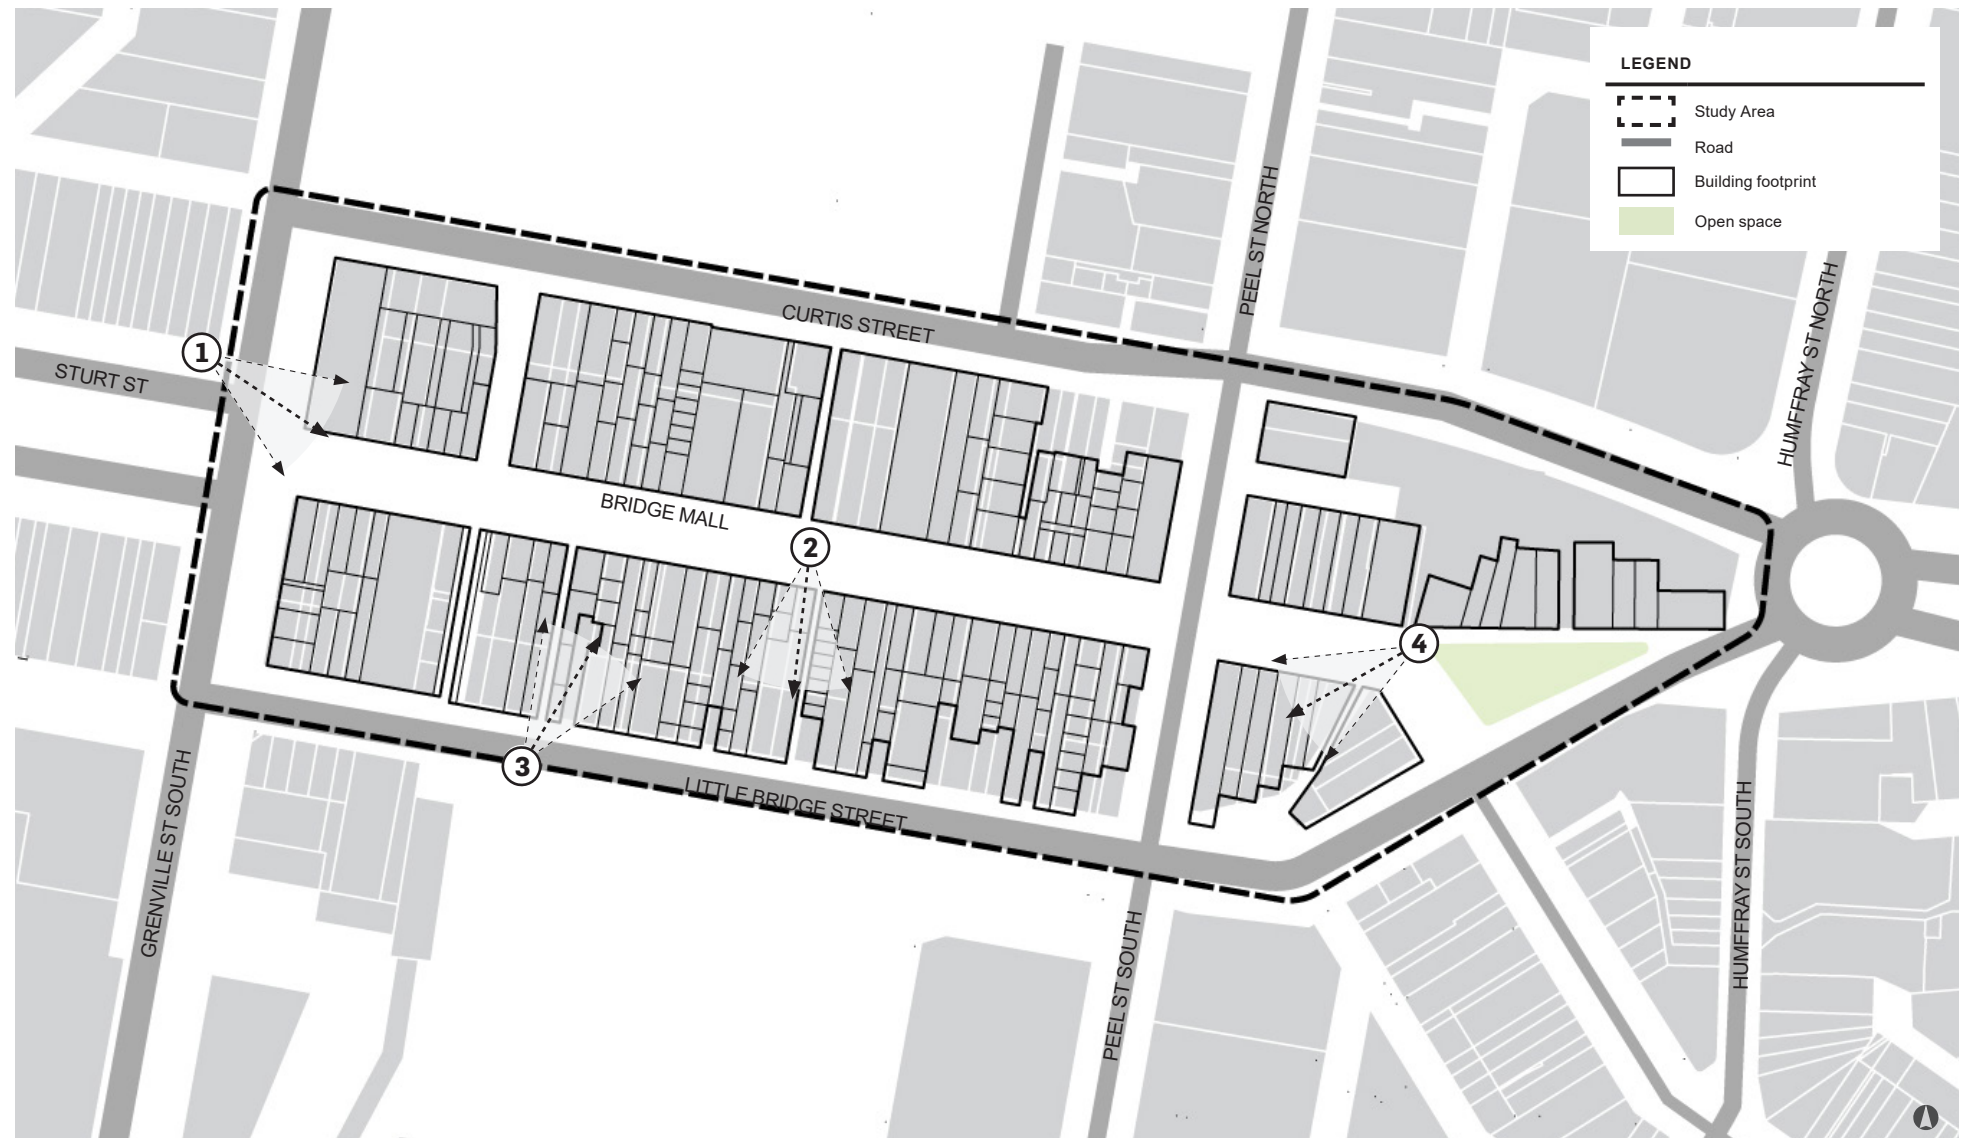 LEGEND
Study Area
Road
Building footprint
Open space
PEEL ST NORTH
HUMFFRAY ST NORTH
CURTIS STREET
1
STURT ST
BRIDGE MALL
2
4
3
LITTLE BRIDGE STREET
GRENVILLE ST SOUTH
HUMFFRAY ST SOUTH
PEEL ST SOUTH